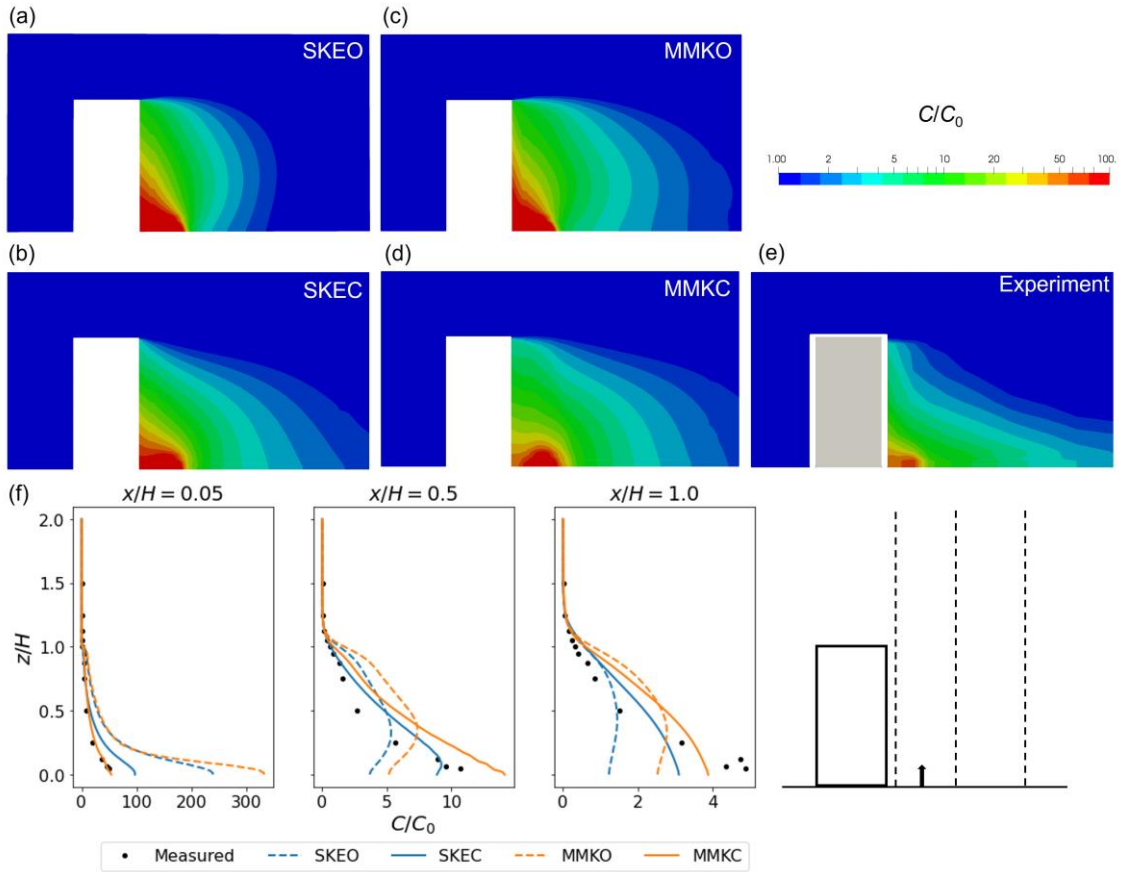 (a)
SKEO
(c)
MMKO
C/C₀
1.00 2 5 10 20 50 100.
(b)
SKEC
(d)
MMKC
(e)
Experiment
(f)
x/H = 0.05
x/H = 0.5
x/H = 1.0
2.0
1.5
1.0
0.5
0.0
z/H
0 100 200 300
0 5 10
0 2 4
C/C₀
Measured SKEO SKEC MMKO MMKC